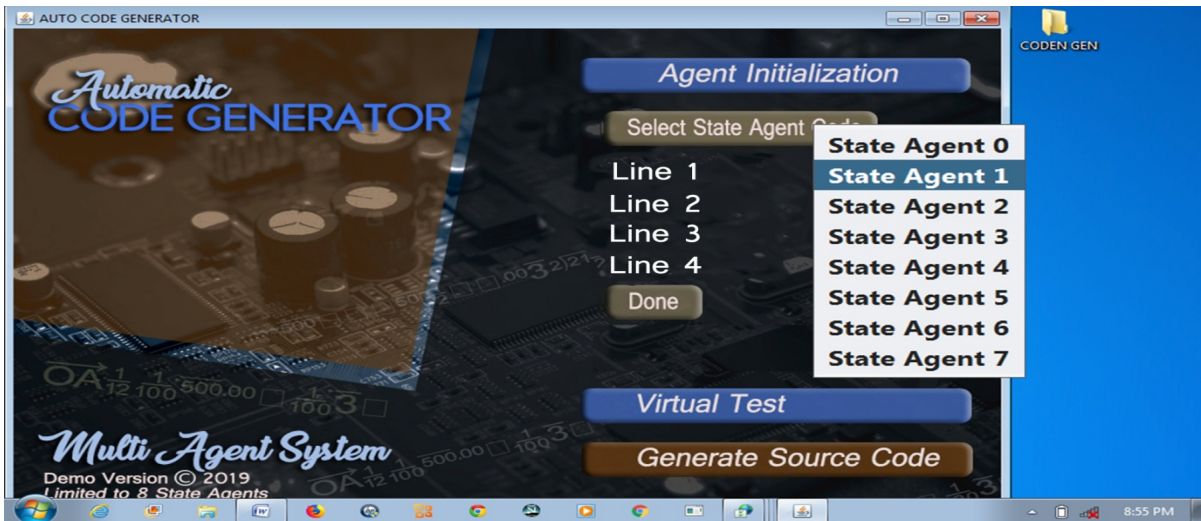 AUTO CODE GENERATOR
CODEN GEN
Automatic
CODE GENERATOR
Agent Initialization
Select State Agent Code
State Agent 0
State Agent 1
State Agent 2
State Agent 3
State Agent 4
State Agent 5
State Agent 6
State Agent 7
Line 1
Line 2
Line 3
Line 4
Done
Virtual Test
Generate Source Code
Multi Agent System
Demo Version © 2019
Limited to 8 State Agents
8:55 PM